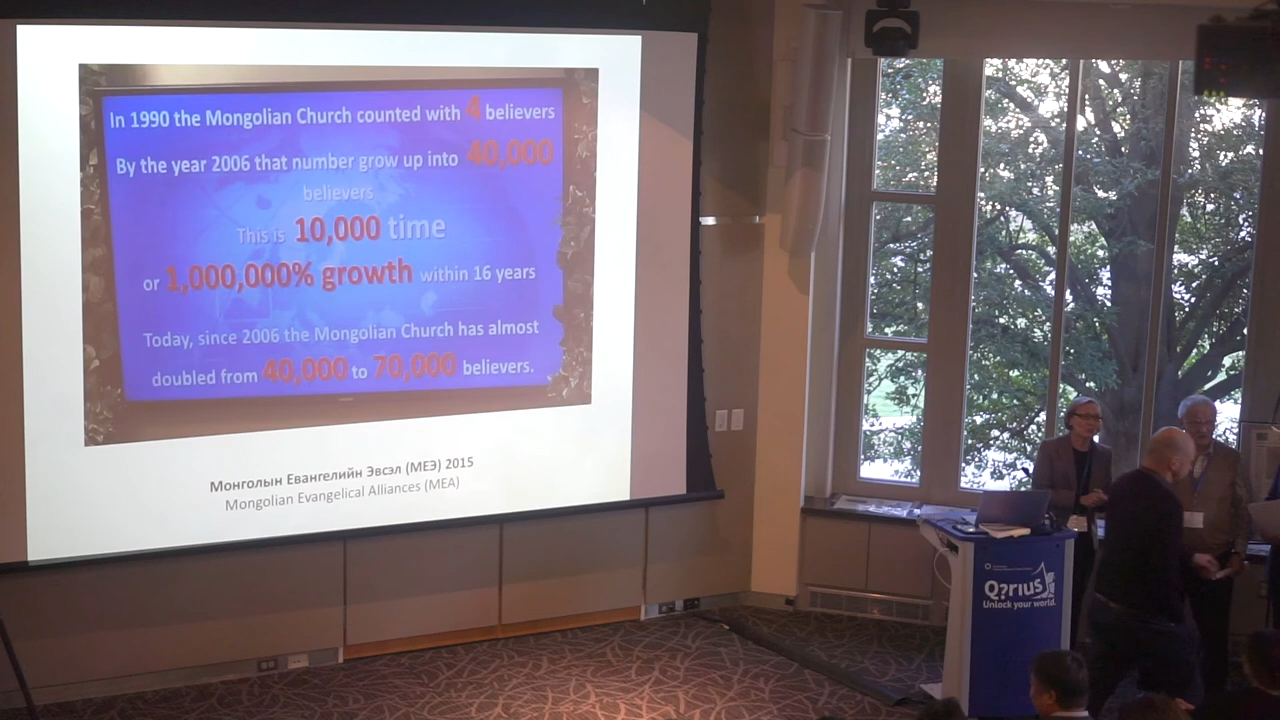 In 1990 the Mongolian Church counted with 4 believers
By the year 2006 that number grow up into 40,000
believers
This is 10,000 time
or 1,000,000% growth within 16 years
Today, since 2006 the Mongolian Church has almost
doubled from 40,000 to 70,000 believers.
Монголын Евангелийн Эвсэл (МЕЭ) 2015
Mongolian Evangelical Alliances (MEA)
Q?rius
Unlock your world.